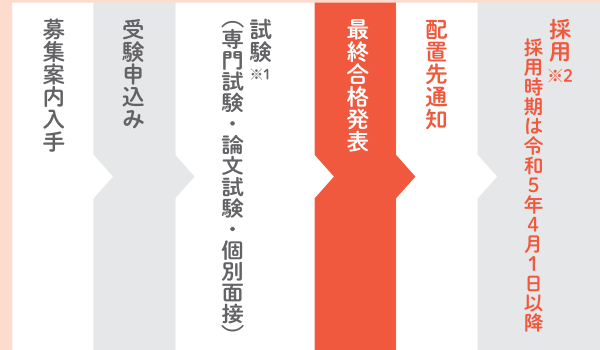 募集案内入手
受験申込み
試験※1
（専門試験・論文試験・個別面接）
最終合格発表
配置先通知
採用※2
採用時期は令和5年4月1日以降